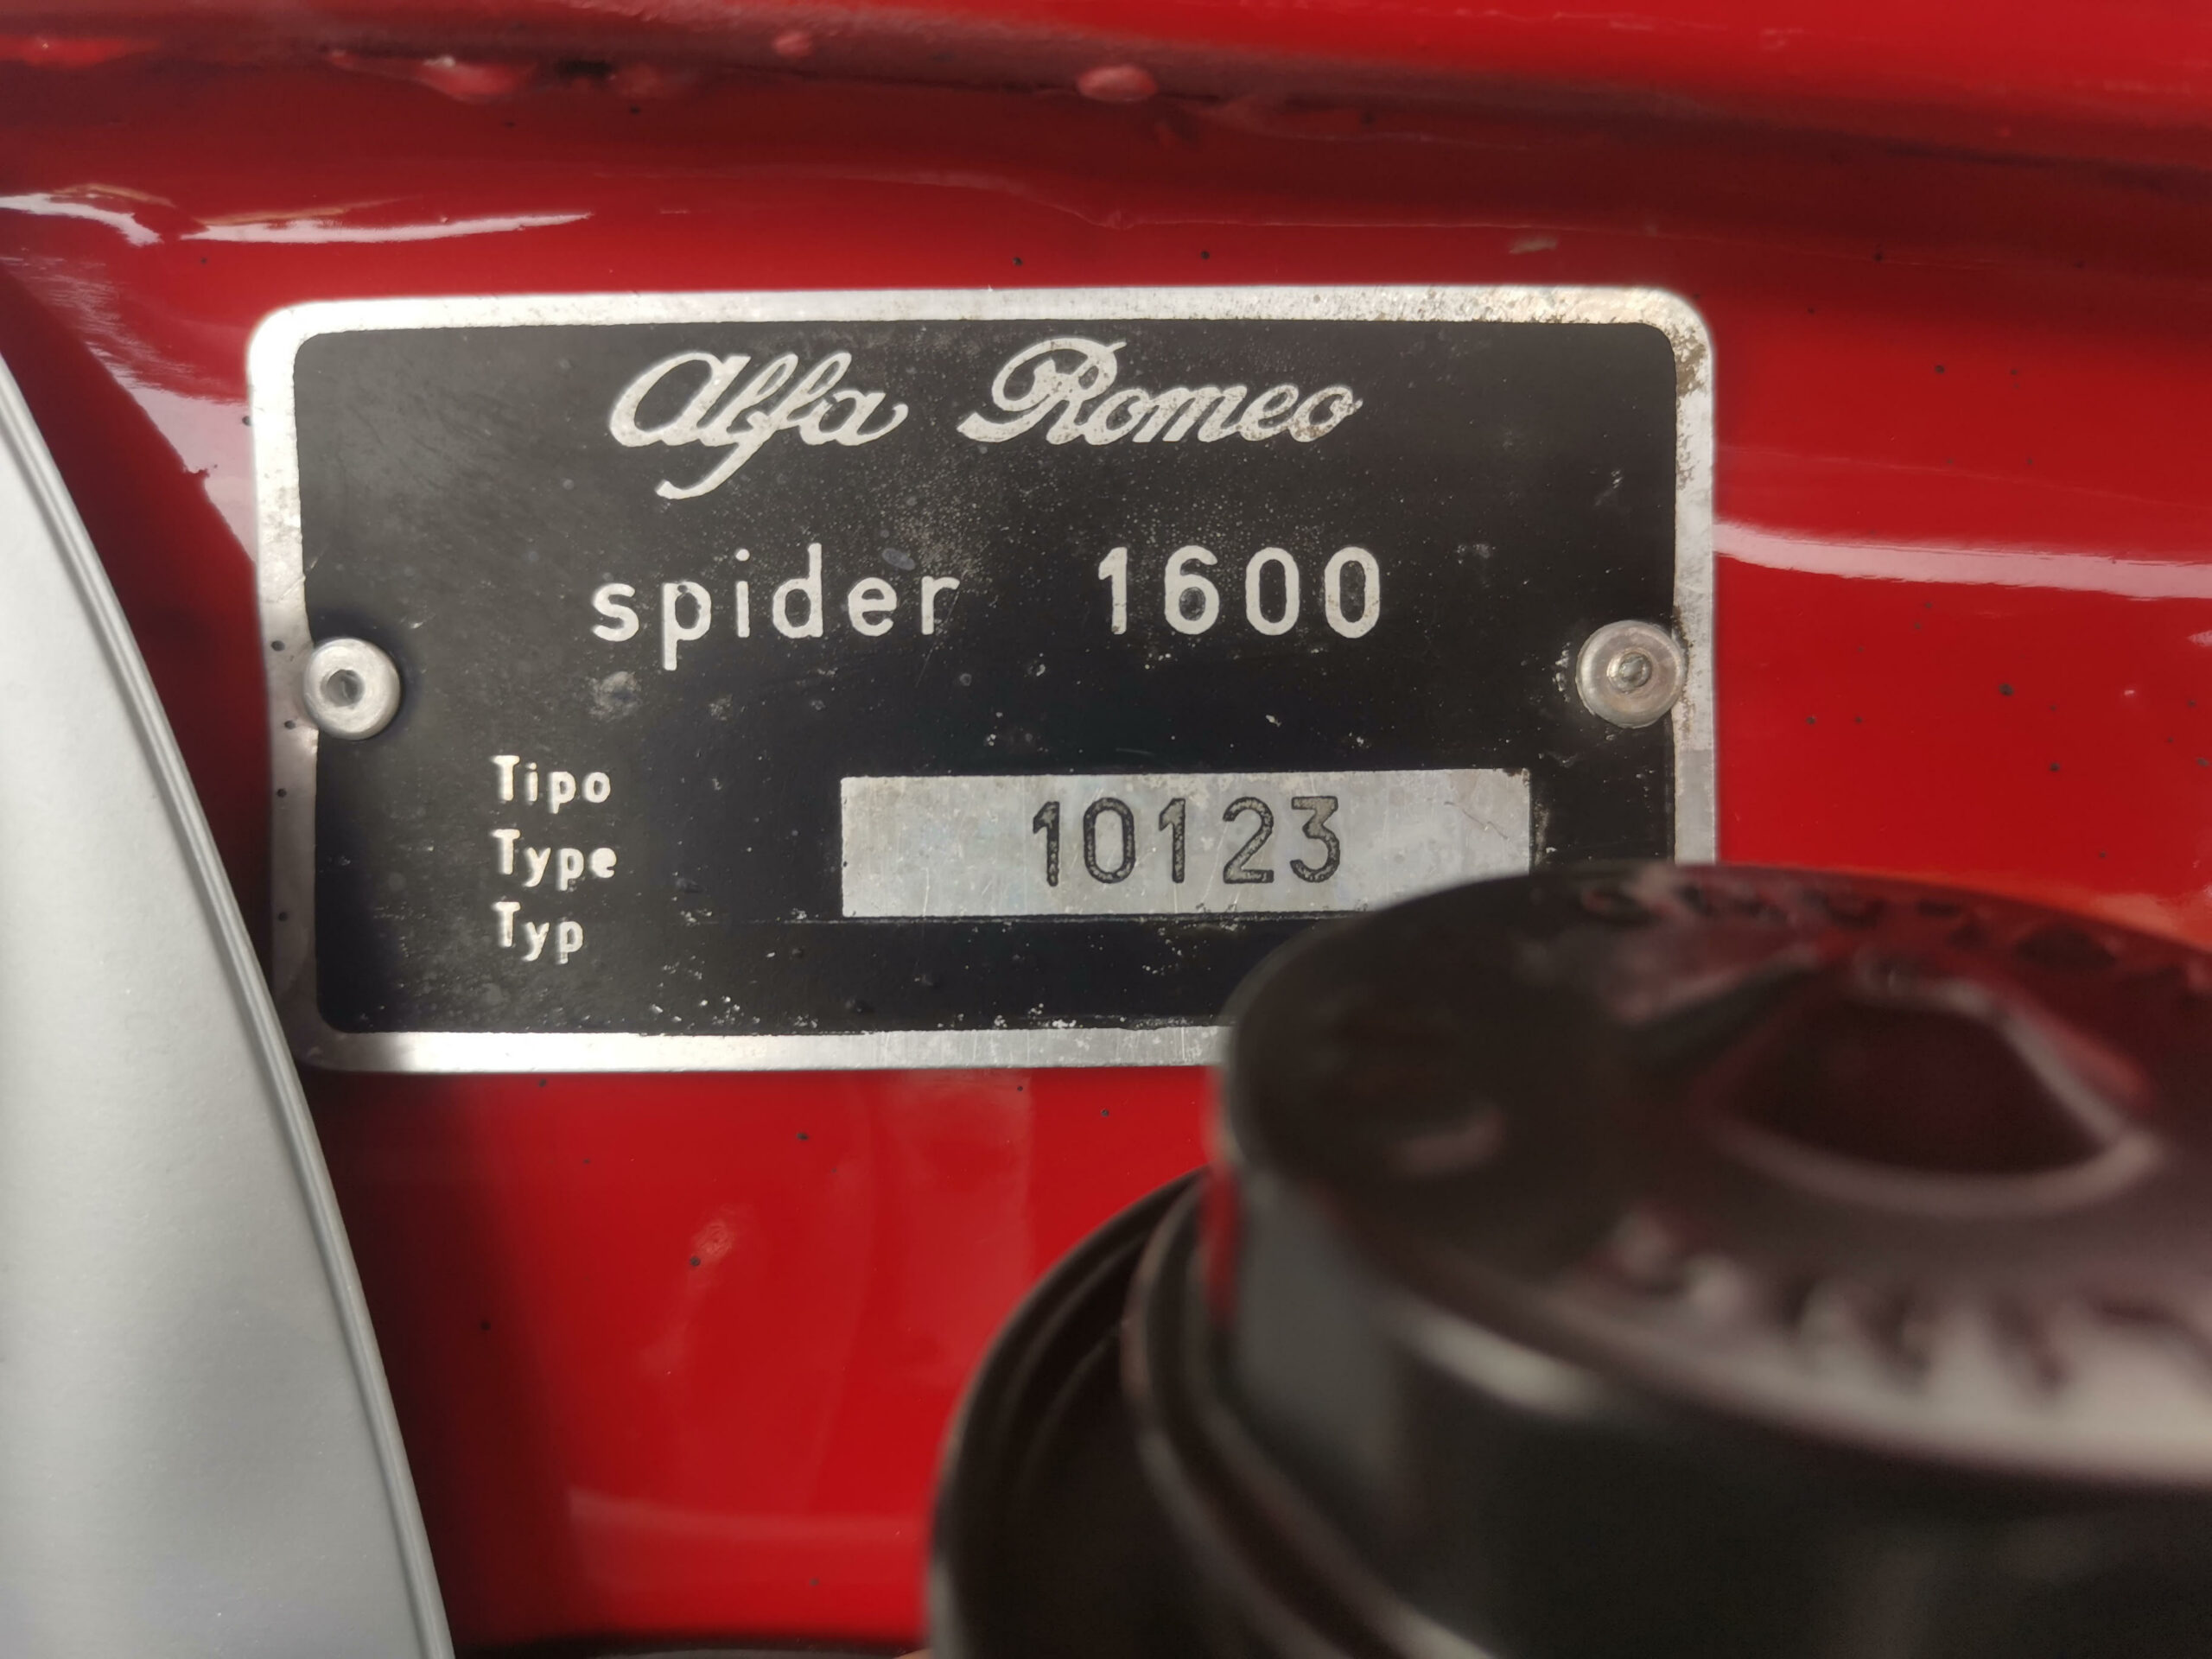 Alfa Romeo
spider 1600
Tipo
Type
Typ
10123